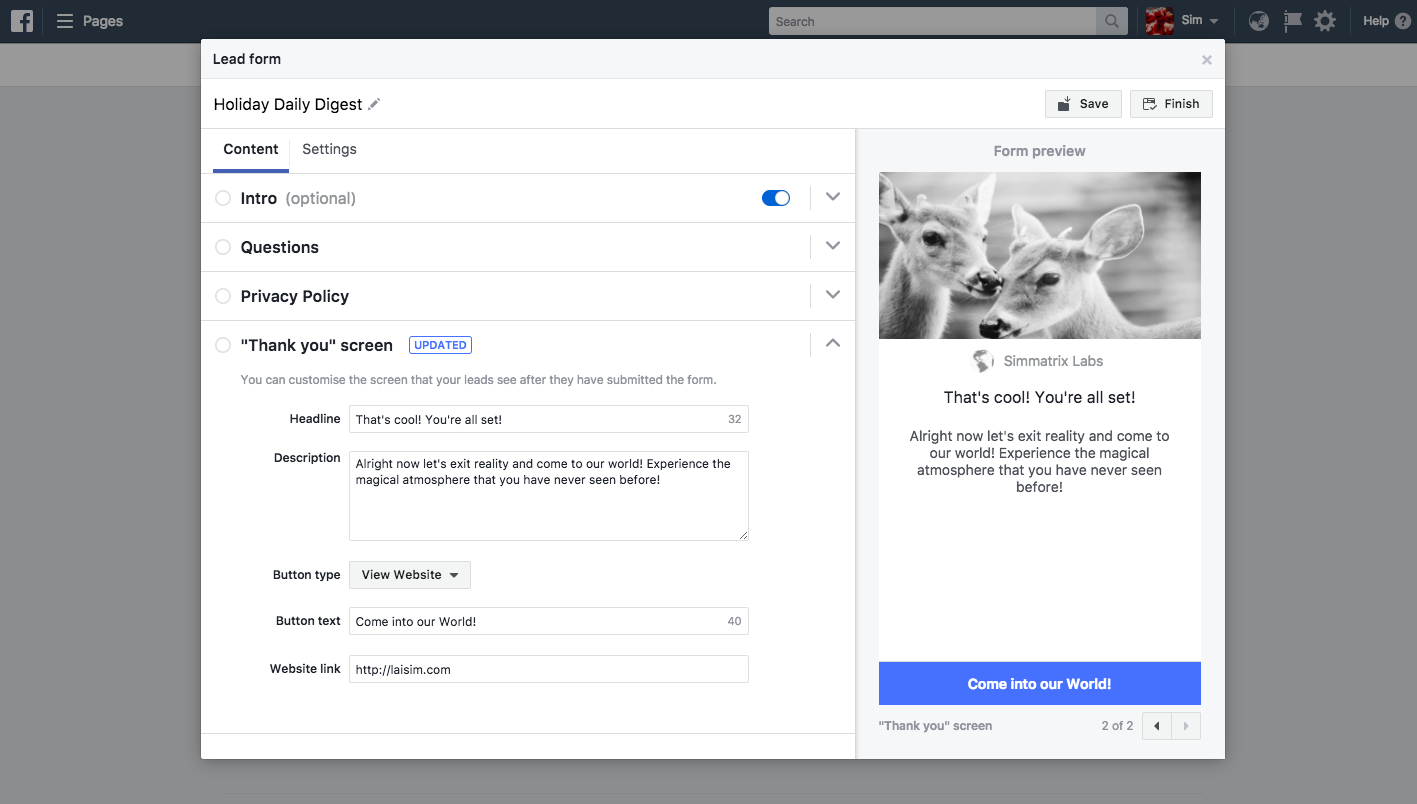 Pages
Search
Sim
Help
Lead form
Holiday Daily Digest
Save
Finish
Content
Settings
Form preview
Intro (optional)
Questions
Privacy Policy
"Thank you" screen UPDATED
You can customise the screen that your leads see after they have submitted the form.
Headline
That's cool! You're all set!
32
Description
Alright now let's exit reality and come to our world! Experience the
magical atmosphere that you have never seen before!
Button type
View Website
Button text
Come into our World!
40
Website link
http://laisim.com
Simmatrix Labs
That's cool! You're all set!
Alright now let's exit reality and come to
our world! Experience the magical
atmosphere that you have never seen
before!
Come into our World!
"Thank you" screen
2 of 2